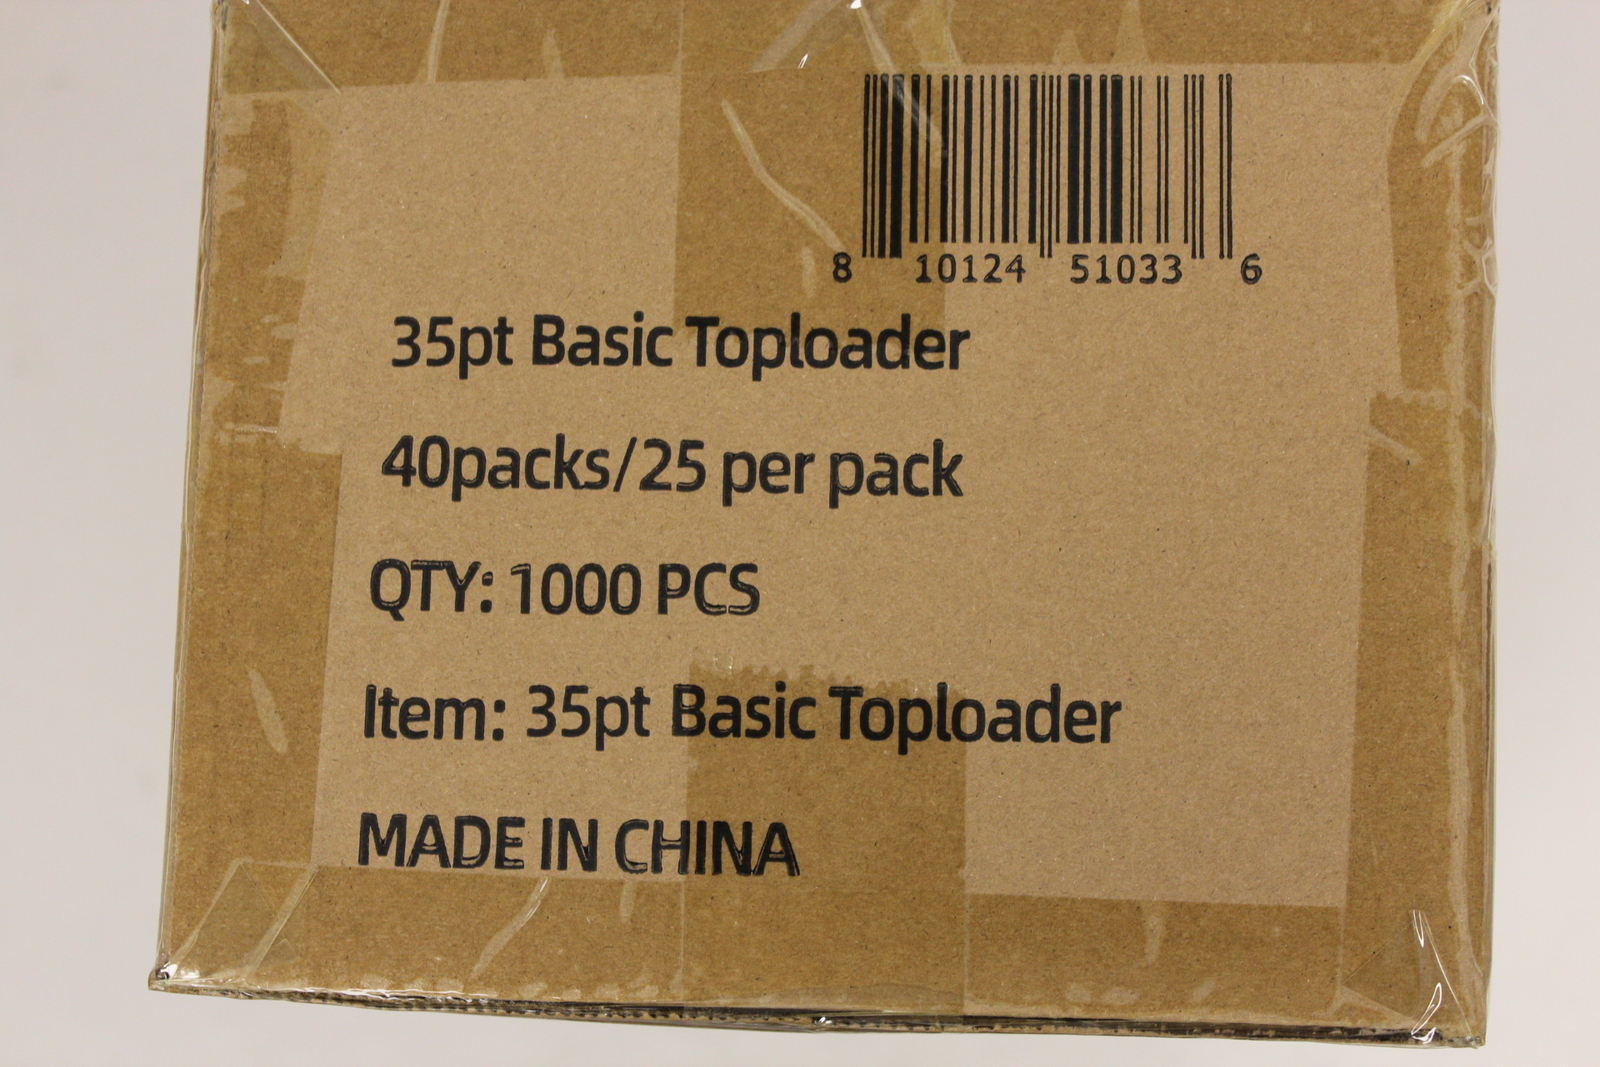 8 10124 51033 6
35pt Basic Toploader
40packs/25 per pack
QTY: 1000 PCS
Item: 35pt Basic Toploader
MADE IN CHINA